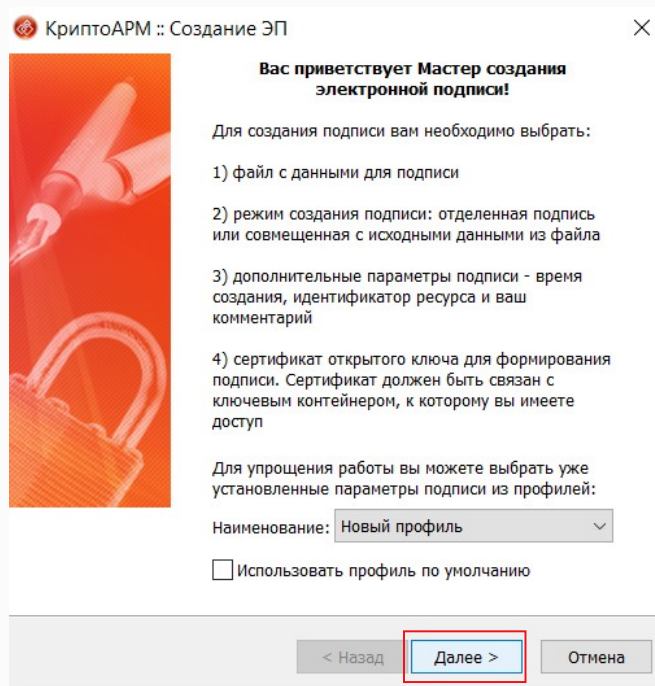 КриптоАРМ :: Создание ЭП
Вас приветствует Мастер создания
электронной подписи!
Для создания подписи вам необходимо выбрать:
1) файл с данными для подписи
2) режим создания подписи: отделенная подпись
или совмещенная с исходными данными из файла
3) дополнительные параметры подписи - время
создания, идентификатор ресурса и ваш
комментарий
4) сертификат открытого ключа для формирования
подписи. Сертификат должен быть связан с
ключевым контейнером, к которому вы имеете
доступ
Для упрощения работы вы можете выбрать уже
установленные параметры подписи из профилей:
Наименование: Новый профиль
Использовать профиль по умолчанию
< Назад Далее > Отмена